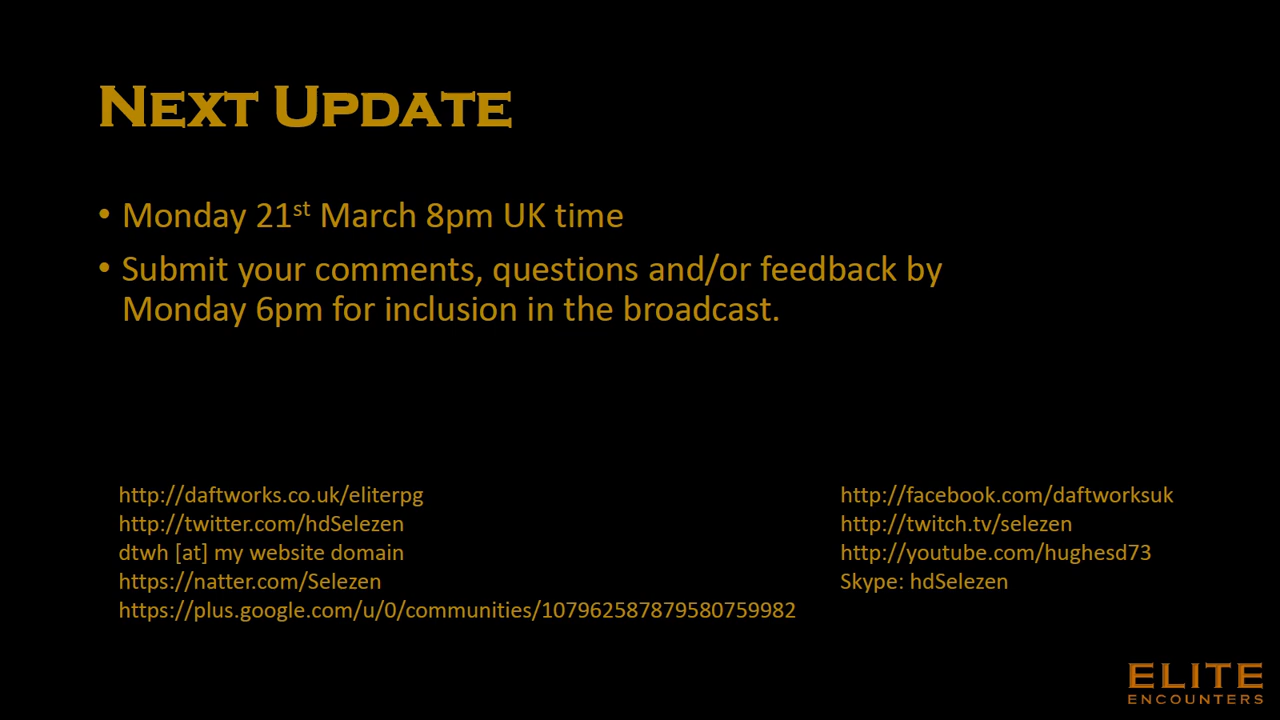 Next Update
• Monday 21st March 8pm UK time
• Submit your comments, questions and/or feedback by
Monday 6pm for inclusion in the broadcast.
http://daftworks.co.uk/eliterpg
http://twitter.com/hdSelezen
dtwh [at] my website domain
https://natter.com/Selezen
https://plus.google.com/u/0/communities/107962587879580759982
http://facebook.com/daftworksuk
http://twitch.tv/selezen
http://youtube.com/hughesd73
Skype: hdSelezen
ELITE
ENCOUNTERS